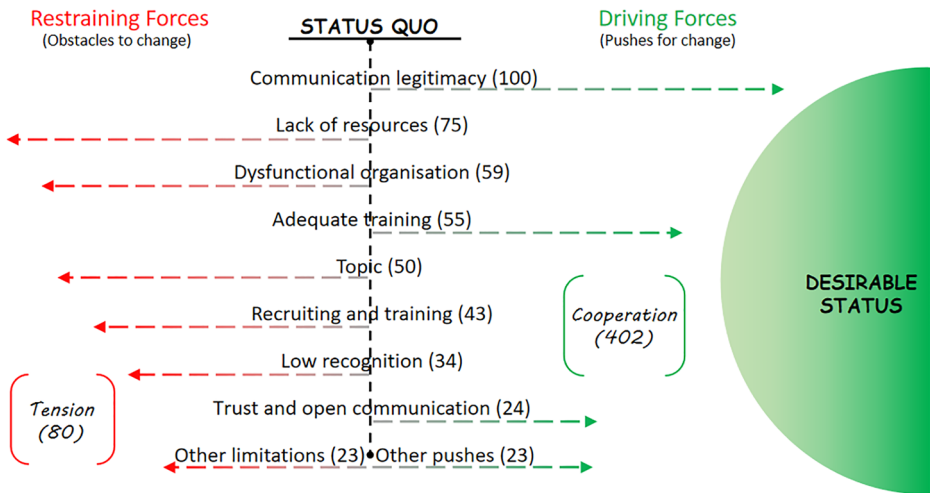 Restraining Forces
(Obstacles to change)
STATUS QUO
Driving Forces
(Pushes for change)
Communication legitimacy (100)
Lack of resources (75)
Dysfunctional organisation (59)
Adequate training (55)
Topic (50)
Recruiting and training (43)
Low recognition (34)
Trust and open communication (24)
Other limitations (23)
Other pushes (23)
Tension
(80)
Cooperation
(402)
DESIRABLE
STATUS